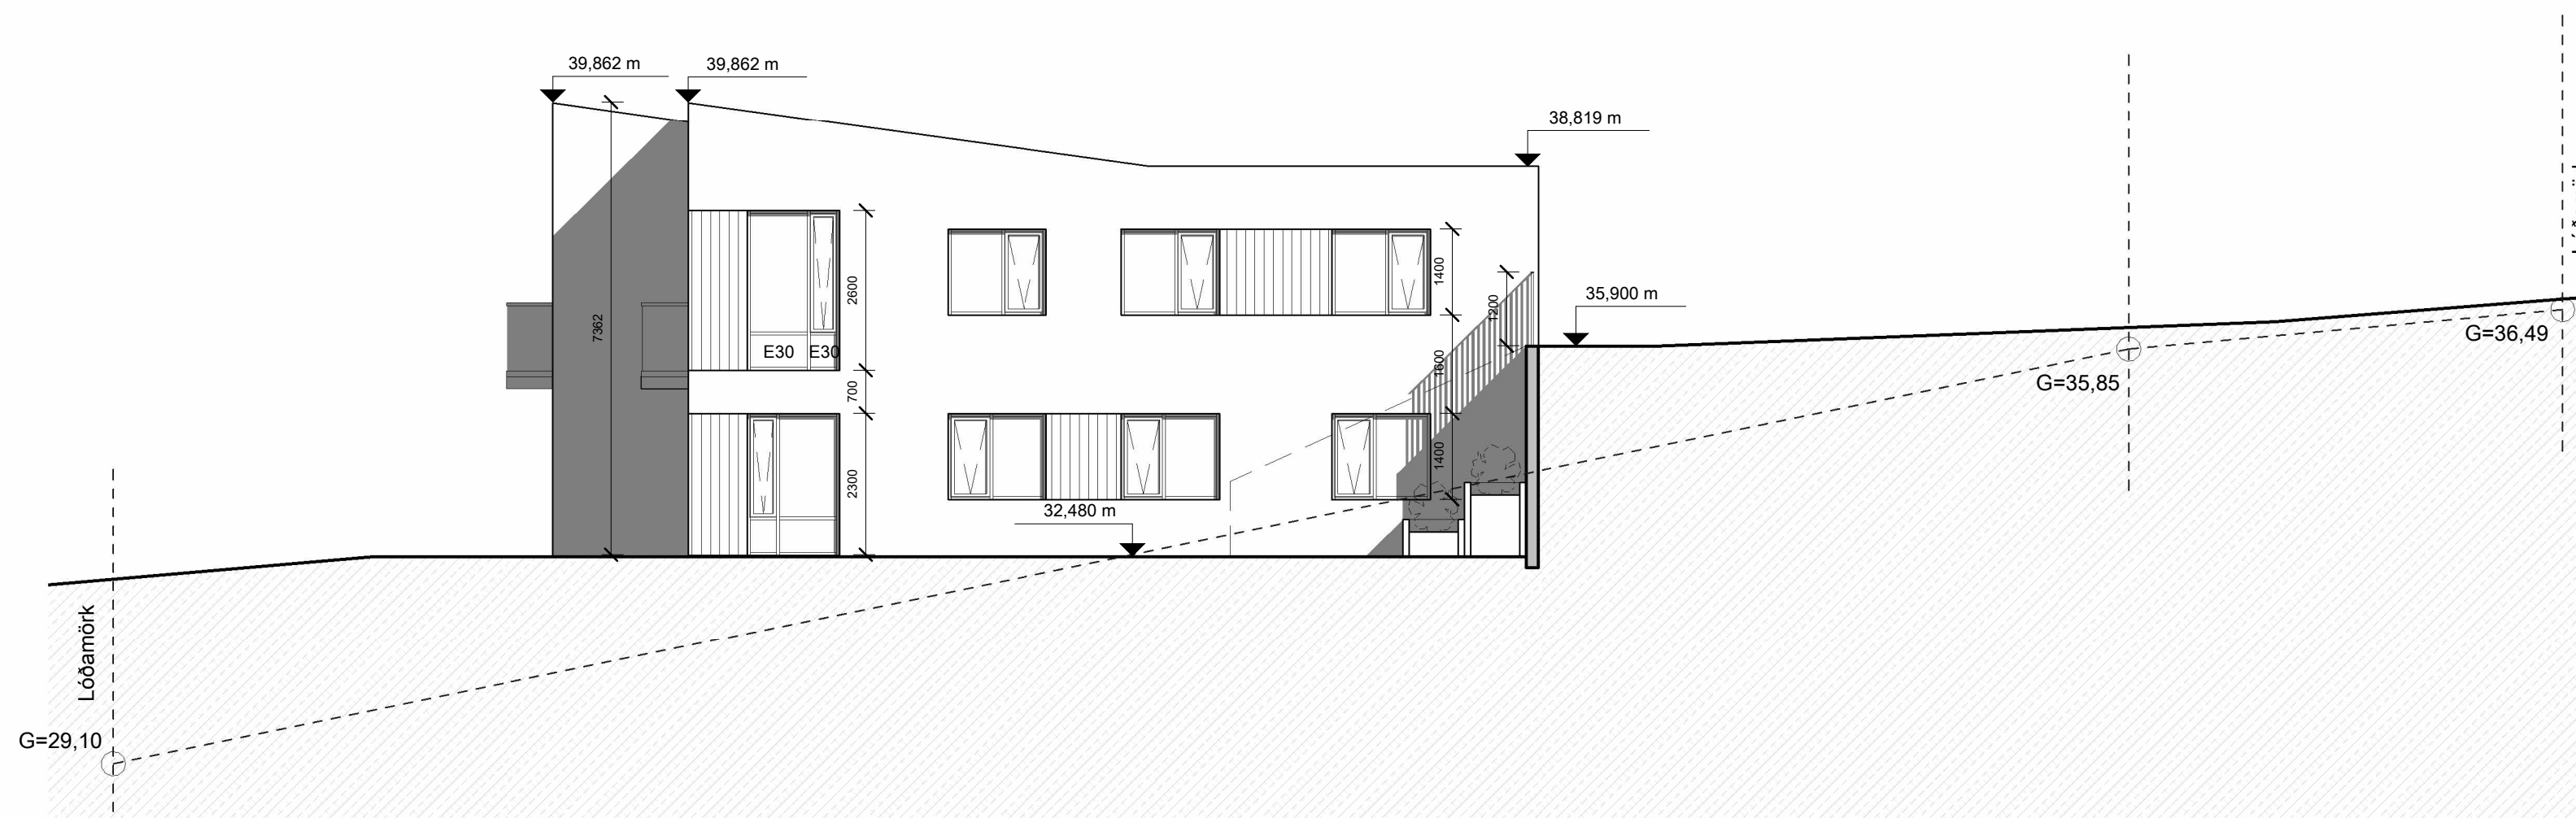 39,862 m
39,862 m
38,819 m
35,900 m
7362
2600
700
2300
E30
E30
1400
1600
1400
1200
32,480 m
G=36,49
G=35,85
Lóðamörk
G=29,10